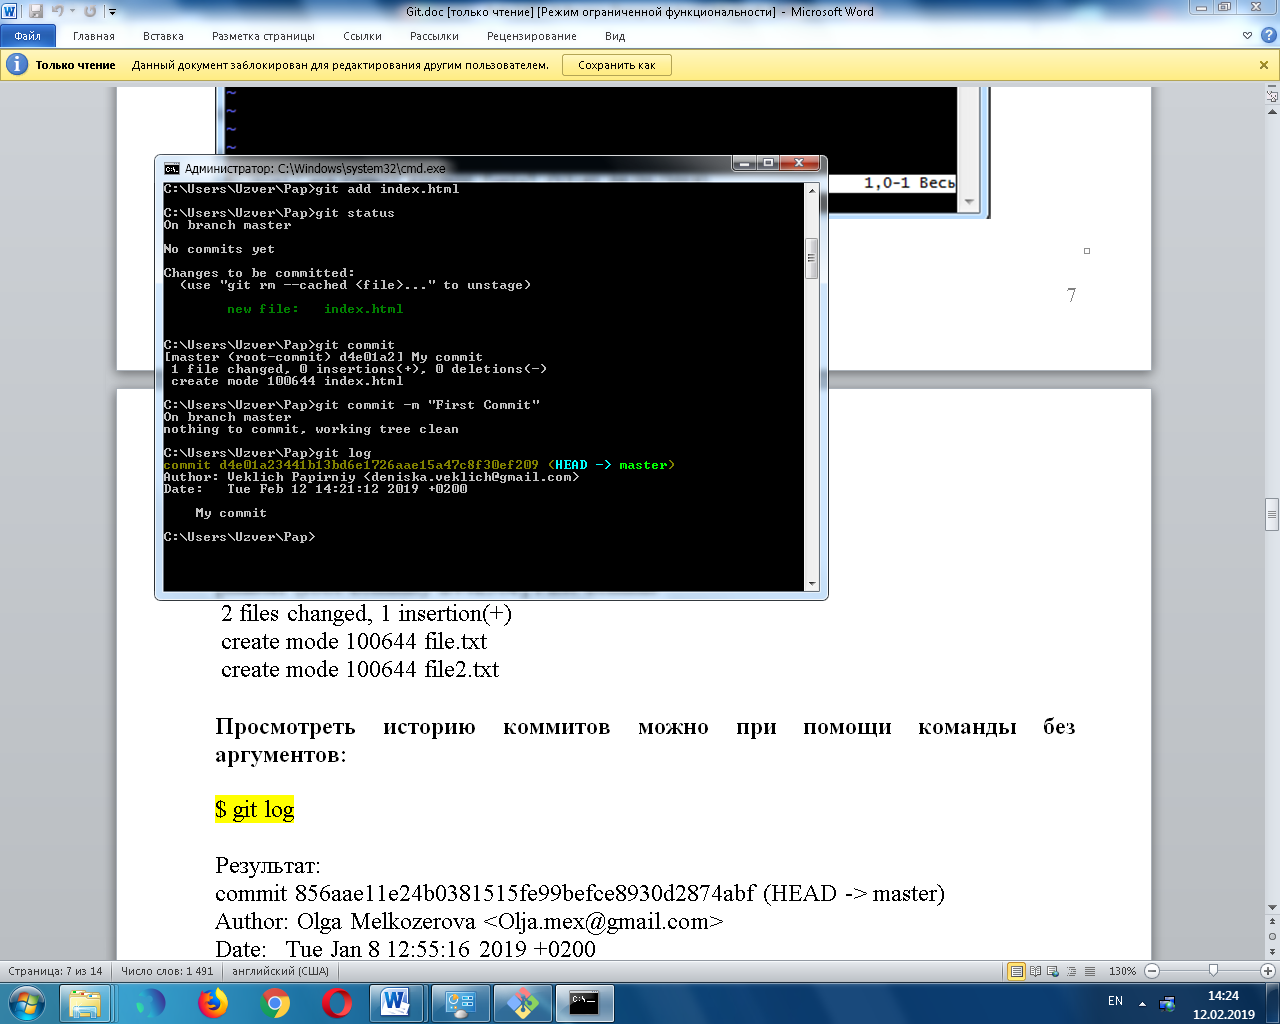 Git.doc [только чтение] [Режим ограниченной функциональности] - Microsoft Word
Файл Главная Вставка Разметка страницы Ссылки Рассылки Рецензирование Вид
Только чтение Данный документ заблокирован для редактирования другим пользователем. Сохранить как
~
~
~
~
1,0-1 Весь
7
Администратор: C:\Windows\system32\cmd.exe
C:\Users\Uzver\Pap>git add index.html
C:\Users\Uzver\Pap>git status
On branch master
No commits yet
Changes to be committed:
(use "git rm --cached <file>..." to unstage)
new file: index.html
C:\Users\Uzver\Pap>git commit
[master (root-commit) d4e01a2] My commit
1 file changed, 0 insertions(+), 0 deletions(-)
create mode 100644 index.html
C:\Users\Uzver\Pap>git commit -m "First Commit"
On branch master
nothing to commit, working tree clean
C:\Users\Uzver\Pap>git log
commit d4e01a23441b13bd6e1726aae15a47c8f30ef209 (HEAD -> master)
Author: Veklich Papirniy <deniska.veklich@gmail.com>
Date: Tue Feb 12 14:21:12 2019 +0200
My commit
C:\Users\Uzver\Pap>
2 files changed, 1 insertion(+)
create mode 100644 file.txt
create mode 100644 file2.txt
Просмотреть историю коммитов можно при помощи команды без
аргументов:
$ git log
Результат:
commit 856aae11e24b0381515fe99befce8930d2874abf (HEAD -> master)
Author: Olga Melkozerova <Olja.mex@gmail.com>
Date: Tue Jan 8 12:55:16 2019 +0200
Страница: 7 из 14 Число слов: 1 491 английский (США) 130%
EN 14:24
12.02.2019